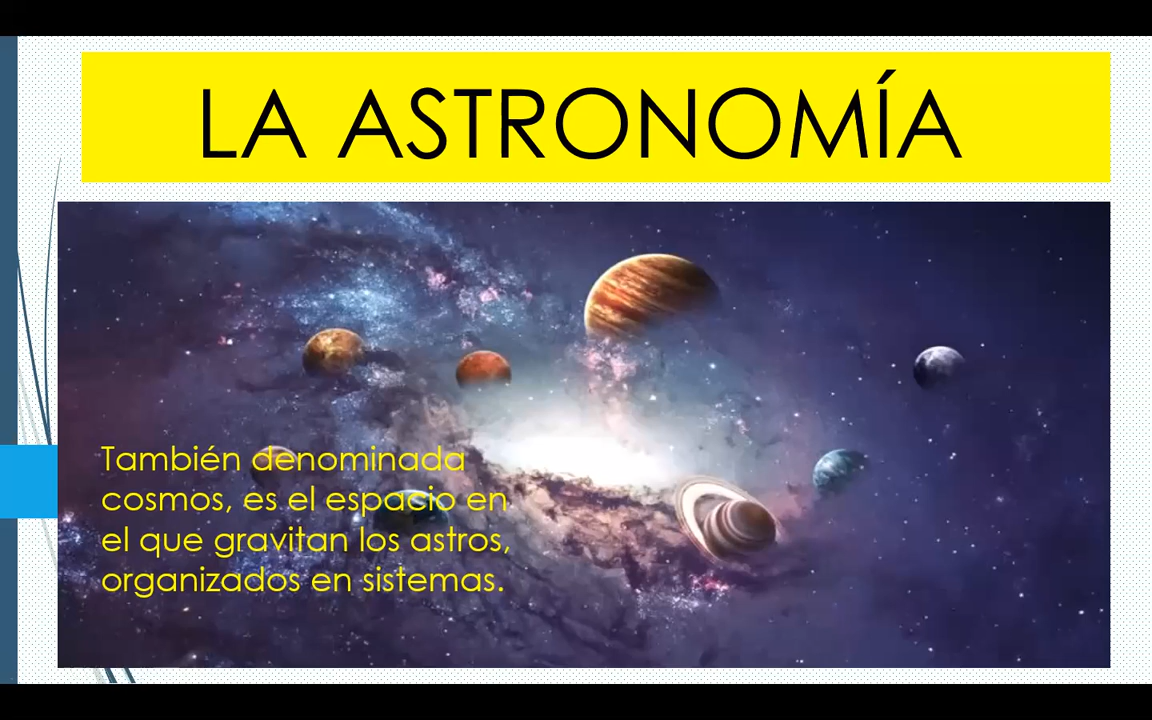 LA ASTRONOMÍA
También denominada
cosmos, es el espacio en
el que gravitan los astros,
organizados en sistemas.